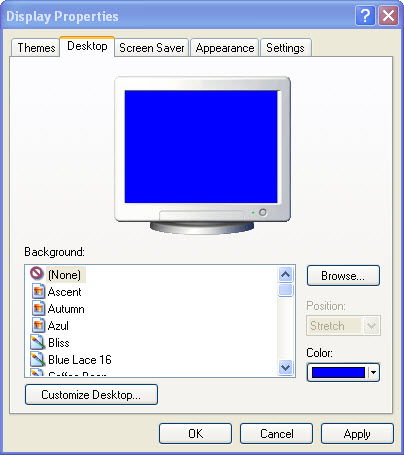 Display Properties
Themes Desktop Screen Saver Appearance Settings
Background:
(None)
Ascent
Autumn
Azul
Bliss
Blue Lace 16
Browse...
Position:
Stretch
Color:
Customize Desktop...
OK Cancel Apply